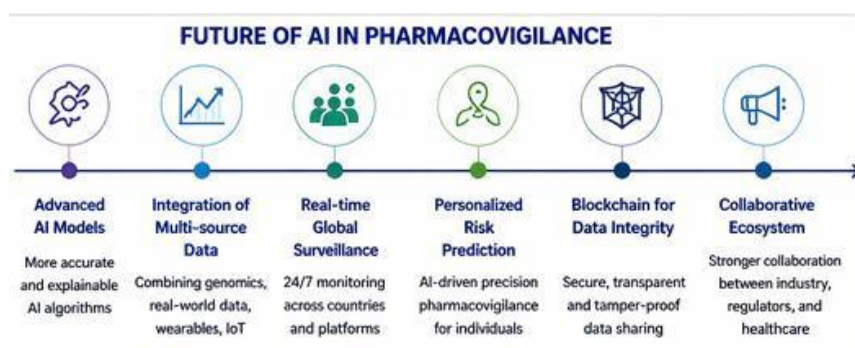 FUTURE OF AI IN PHARMACOVIGILANCE
Advanced
AI Models
More accurate
and explainable
AI algorithms
Integration of
Multi-source
Data
Combining genomics,
real-world data,
wearables, IoT
Real-time
Global
Surveillance
24/7 monitoring
across countries
and platforms
Personalized
Risk
Prediction
AI-driven precision
pharmacovigilance
for individuals
Blockchain for
Data Integrity
Secure, transparent
and tamper-proof
data sharing
Collaborative
Ecosystem
Stronger collaboration
between industry,
regulators, and
healthcare